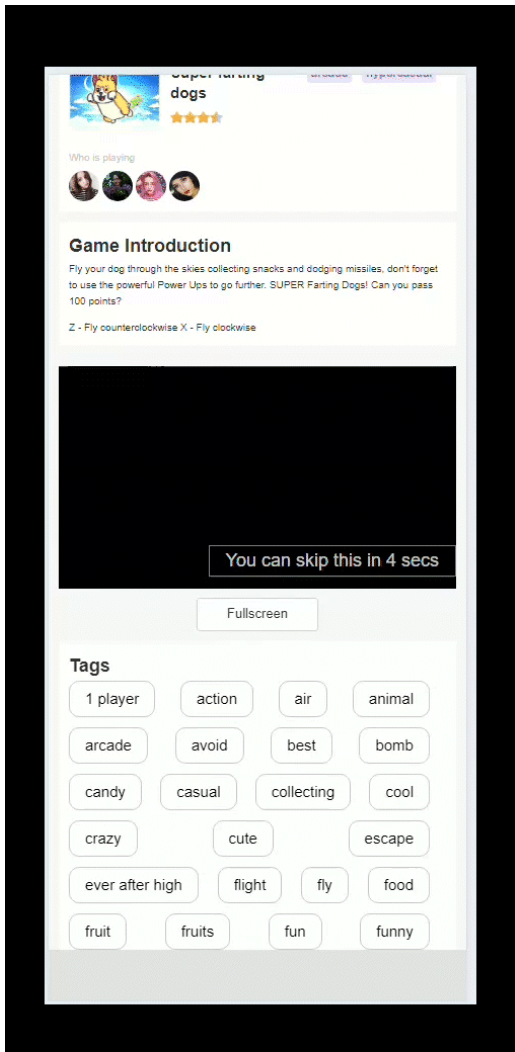 Super farting
arcade hypercasual
dogs
Who is playing
Game Introduction
Fly your dog through the skies collecting snacks and dodging missiles, don't forget
to use the powerful Power Ups to go further. SUPER Farting Dogs! Can you pass
100 points?
Z - Fly counterclockwise X - Fly clockwise
You can skip this in 4 secs
Fullscreen
Tags
1 player action air animal
arcade avoid best bomb
candy casual collecting cool
crazy cute escape
ever after high flight fly food
fruit fruits fun funny